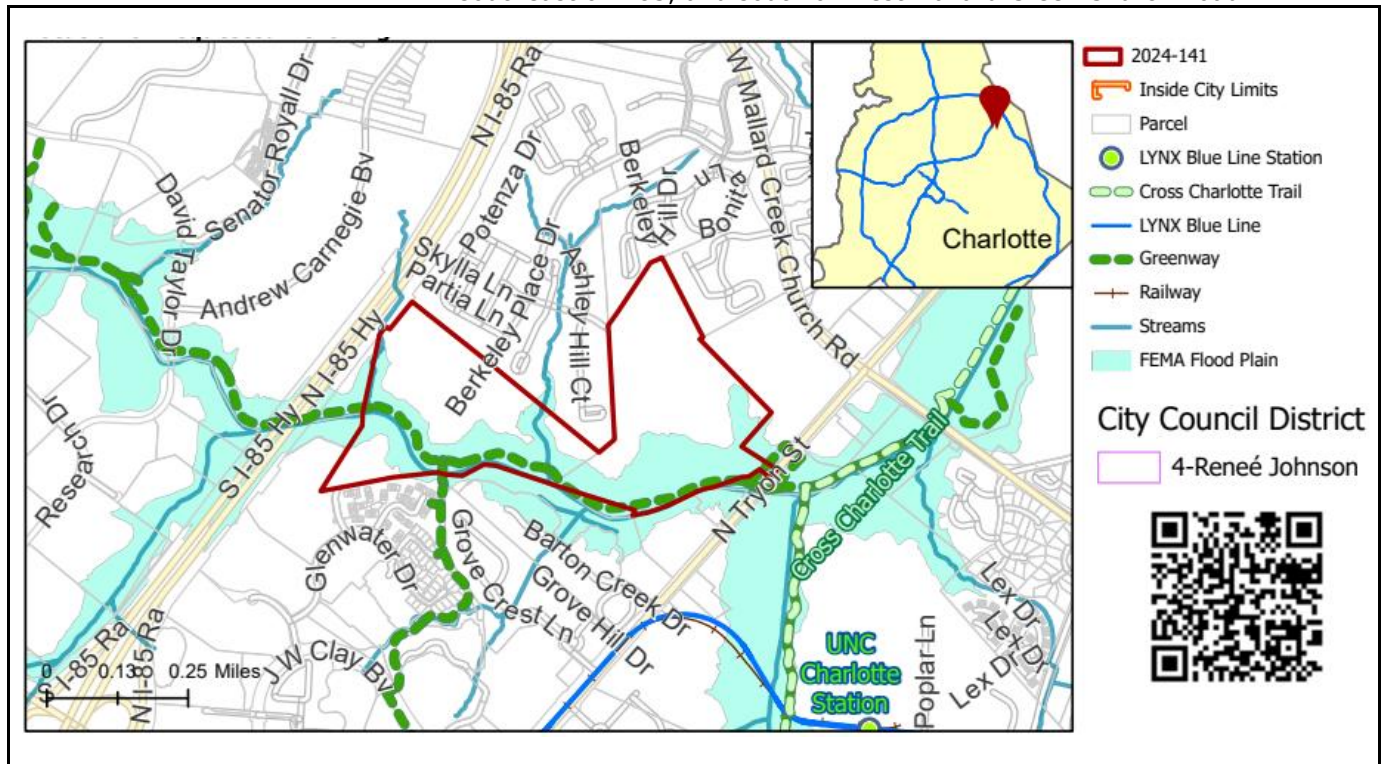 N I-85 Ra
W Mallard Creek Church Rd
Senator Royall Dr
Potenza Dr
Berkeley
Hill Dr
Bonita
Ln
David Taylor Dr
Andrew Carnegie Bv
Skylla Ln
Partia Ln
Berkeley Place Dr
Ashley Hill Ct
Research Dr
S I-85 Hy
N I-85 Hy
N Tryon St
Cross Charlotte Trail
Glenwater Dr
Grove Crest Ln
Barton Creek Dr
Grove Hill Dr
J W Clay Bv
S I-85 Ra
N I-85 Ra
0 0.13 0.25 Miles
UNC
Charlotte
Station
Poplar Ln
Lex Dr
Lex Dr
Lex Dr
Charlotte
2024-141
Inside City Limits
Parcel
LYNX Blue Line Station
Cross Charlotte Trail
LYNX Blue Line
Greenway
Railway
Streams
FEMA Flood Plain
City Council District
4-Reneé Johnson